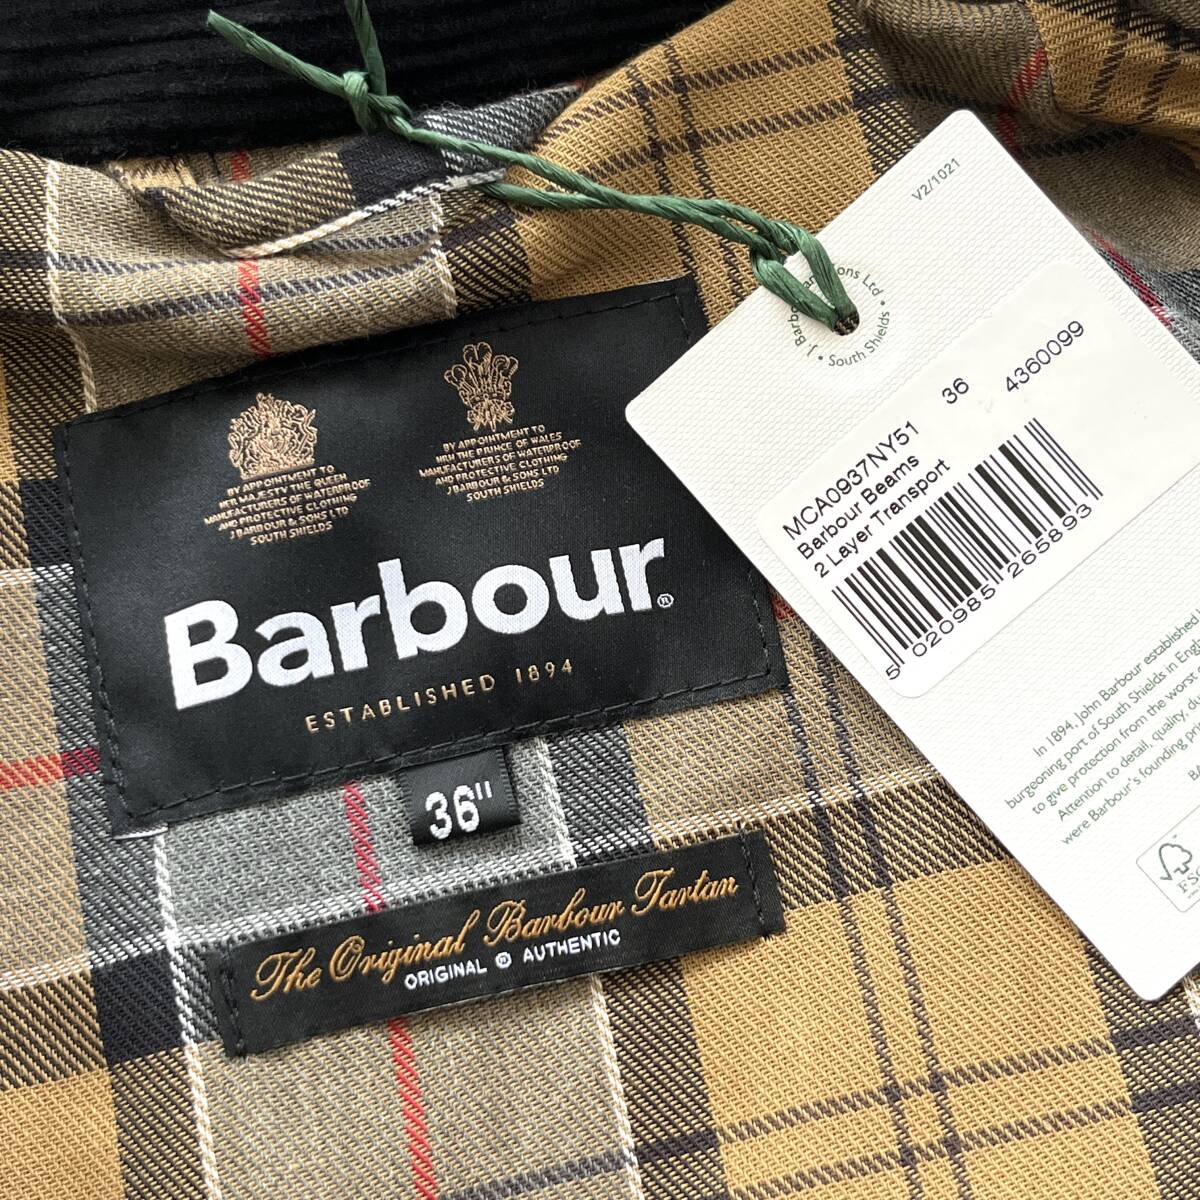 BY APPOINTMENT TO
HER MAJESTY THE QUEEN
MANUFACTURERS OF WATERPROOF
AND PROTECTIVE CLOTHING
J BARBOUR & SONS LTD
SOUTH SHIELDS
BY APPOINTMENT TO
HRH THE PRINCE OF WALES
MANUFACTURERS OF WATERPROOF
AND PROTECTIVE CLOTHING
J BARBOUR & SONS LTD
SOUTH SHIELDS
Barbour®
ESTABLISHED 1894
36"
The Original Barbour Tartan
ORIGINAL ® AUTHENTIC
V2/1021
J. Barbo ons Ltd • South Shields •
MCA0937NY51 36 4360099
Barbour Beams
2 Layer Transport
5 020985 265893
In 1894, John Barbour established
burgeoning port of South Shields in
to give protection from the worst
Attention to detail, quality,
were Barbour's founding